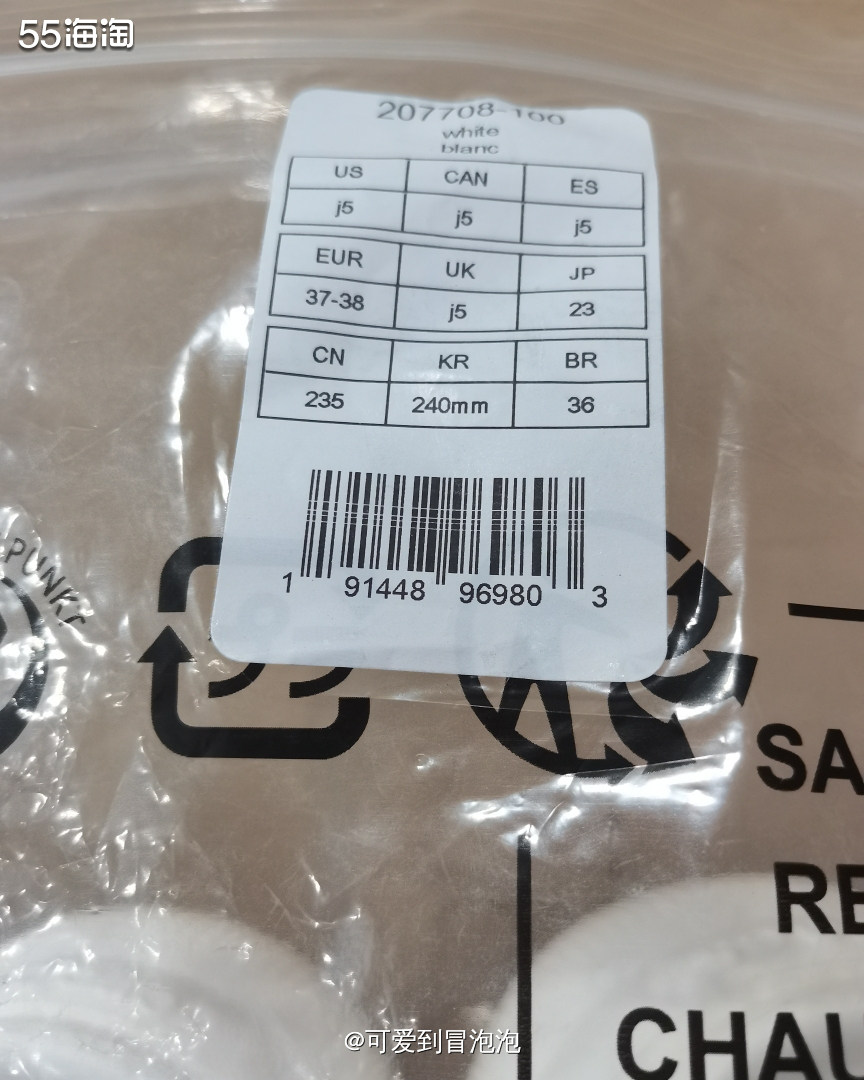 55海淘
207708-100
white
blanc
US CAN ES
j5 j5 j5
EUR UK JP
37-38 j5 23
CN KR BR
235 240mm 36
1 91448 96980 3
PUNKT
SA
RE
CHAU
@可爱到冒泡泡